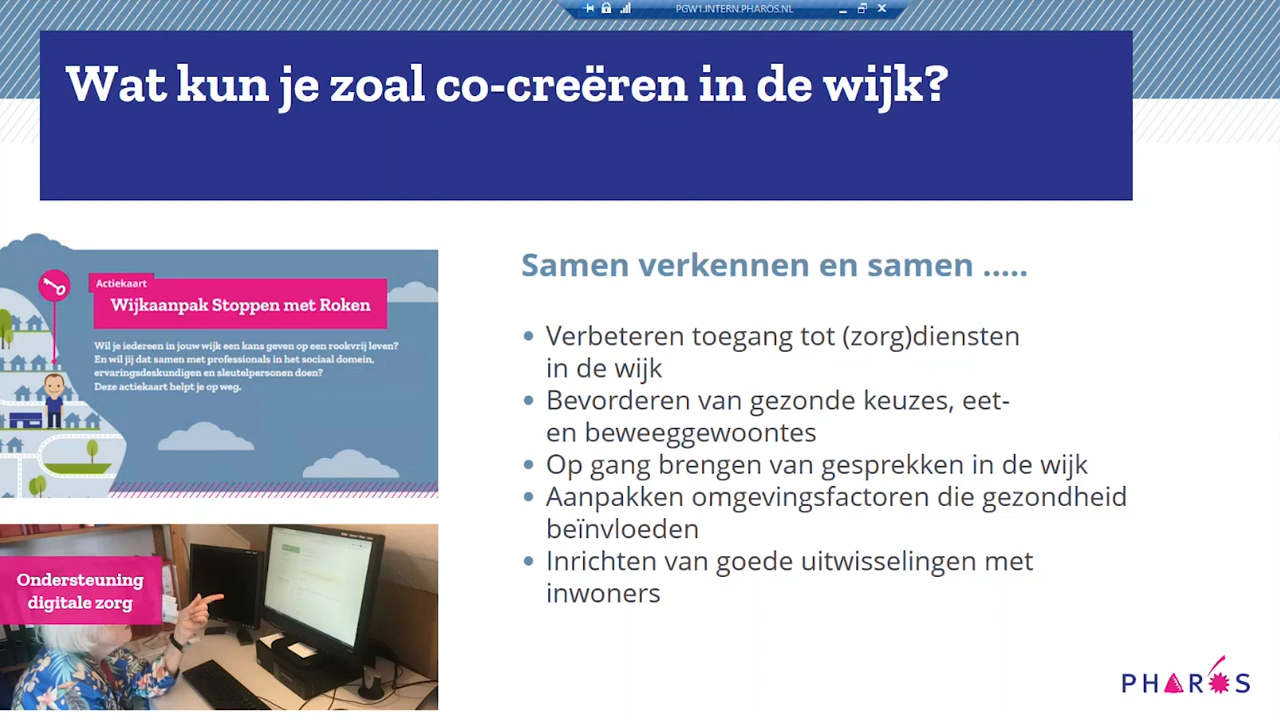 PGW1.INTERN.PHAROS.NL
Wat kun je zoal co-creëren in de wijk?
Actiekaart
Wijkaanpak Stoppen met Roken
Wil je iedereen in jouw wijk een kans geven op een rookvrij leven?
En wil jij dat samen met professionals in het sociaal domein,
ervaringsdeskundigen en sleutelpersonen doen?
Deze actiekaart helpt je op weg.
Ondersteuning
digitale zorg
Samen verkennen en samen .....
• Verbeteren toegang tot (zorg)diensten
in de wijk
• Bevorderen van gezonde keuzes, eet-
en beweeggewoontes
• Op gang brengen van gesprekken in de wijk
• Aanpakken omgevingsfactoren die gezondheid
beïnvloeden
• Inrichten van goede uitwisselingen met
inwoners
PHAROS